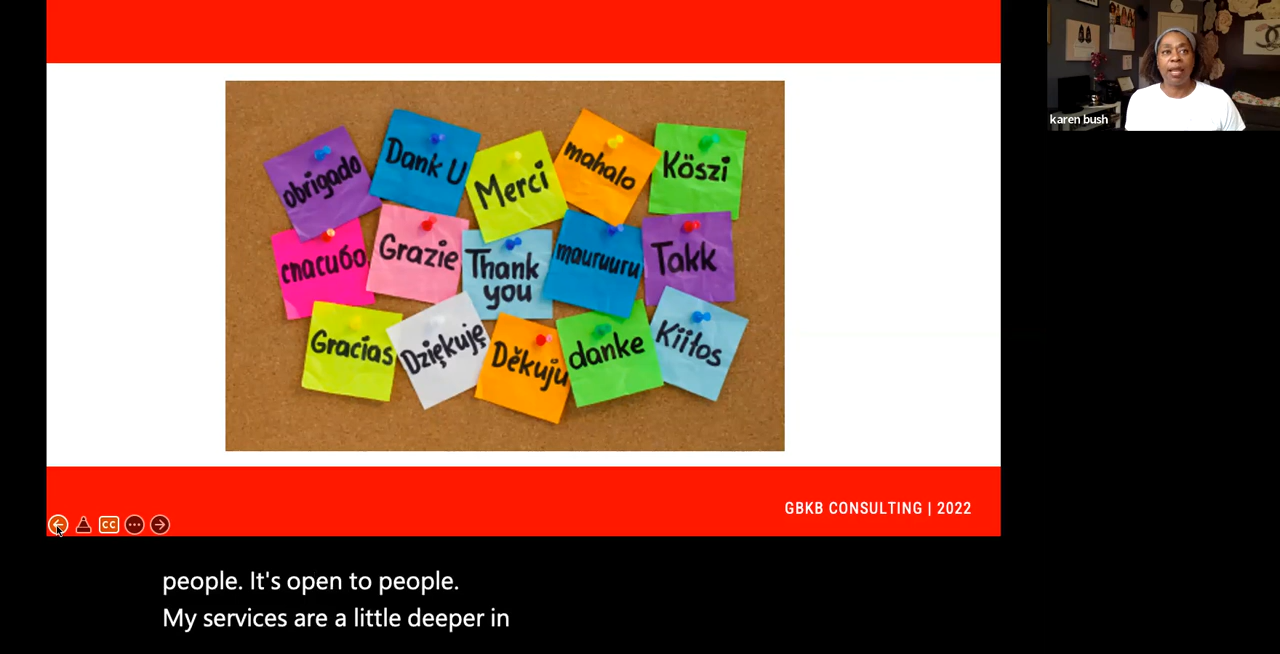 karen bush
obrigado
Dank U
Merci
mahalo
Köszi
спасибо
Grazie
Thank
you
mauruuru
Takk
Gracias
Dziękuję
Děkuju
danke
Kiitos
GBKB CONSULTING | 2022
CC
people. It's open to people.
My services are a little deeper in